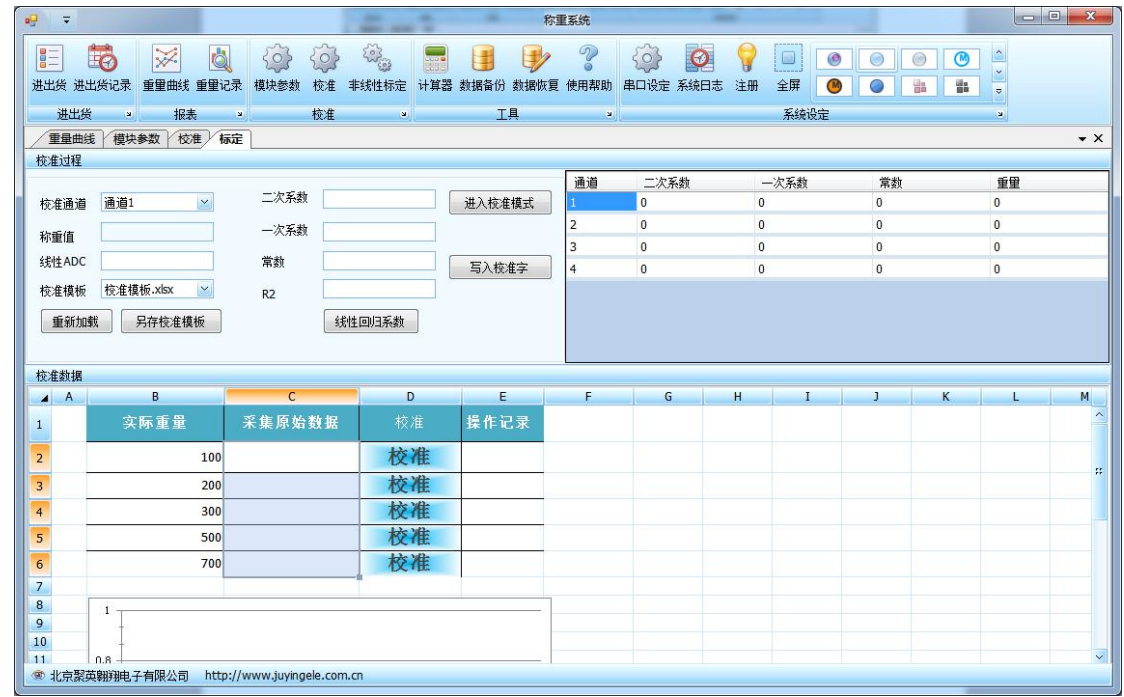 称重系统
进出货 进出货记录 重量曲线 重量记录 模块参数 校准 非线性标定 计算器 数据备份 数据恢复 使用帮助 串口设定 系统日志 注册 全屏
进出货 报表 校准 工具 系统设定
重量曲线 模块参数 校准 标定
校准过程
校准通道 通道1 二次系数 进入校准模式
称重值 一次系数
线性ADC 常数 写入校准字
校准模板 校准模板.xlsx R2
重新加载 另存校准模板 线性回归系数
通道 二次系数 一次系数 常数 重量
1 0 0 0 0
2 0 0 0 0
3 0 0 0 0
4 0 0 0 0
校准数据
A B C D E F G H I J K L M
1 实际重量 采集原始数据 校准 操作记录
2 100 校准
3 200 校准
4 300 校准
5 500 校准
6 700 校准
7
8 1
9
10
11 0.8
北京聚英翱翔电子有限公司 http://www.juyingele.com.cn